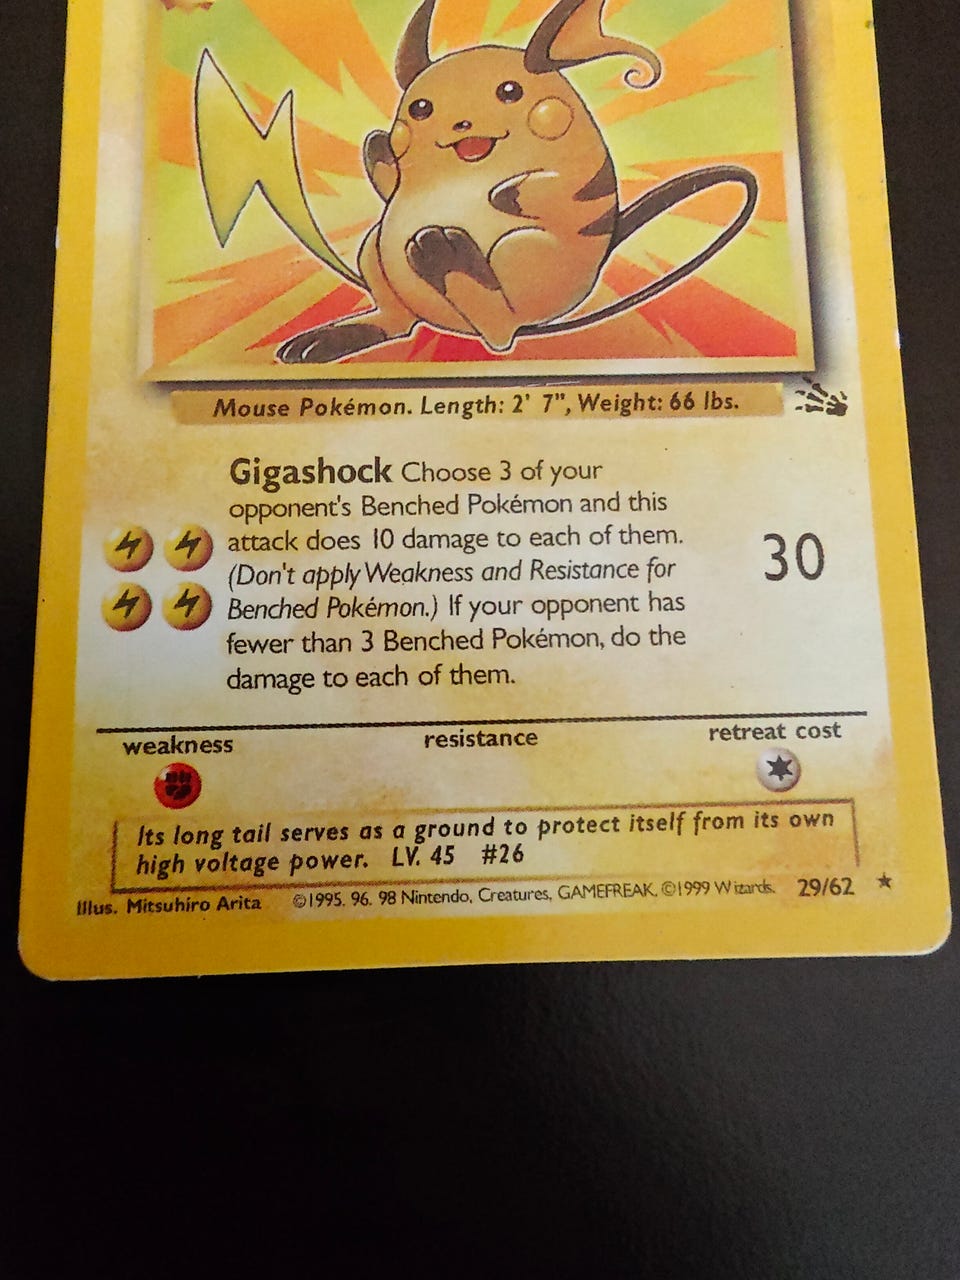 Mouse Pokémon. Length: 2' 7", Weight: 66 lbs.
Gigashock Choose 3 of your
opponent's Benched Pokémon and this
attack does 10 damage to each of them.
(Don't apply Weakness and Resistance for
Benched Pokémon.) If your opponent has
fewer than 3 Benched Pokémon, do the
damage to each of them.
30
weakness resistance retreat cost
Its long tail serves as a ground to protect itself from its own
high voltage power. LV. 45 #26
Illus. Mitsuhiro Arita ©1995, 96, 98 Nintendo, Creatures, GAMEFREAK. ©1999 Wizards. 29/62 ★